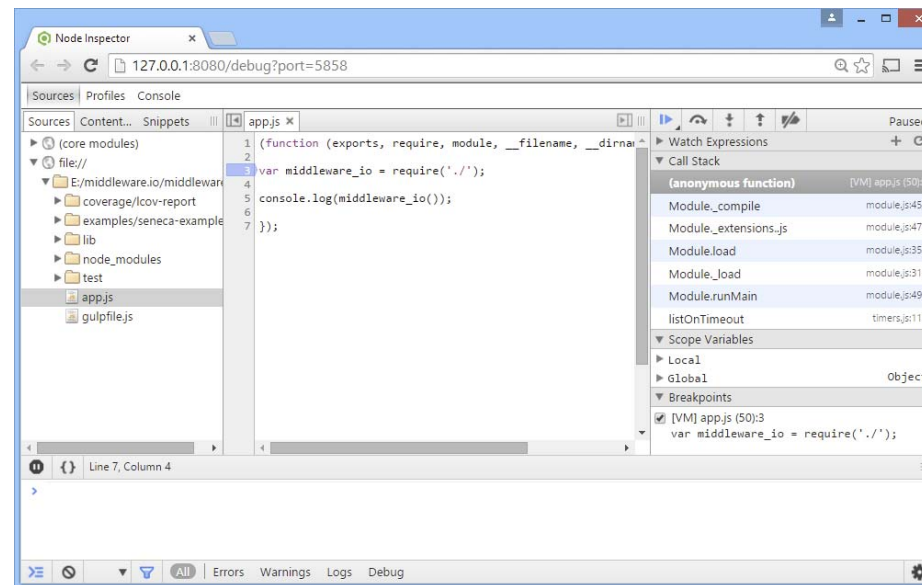 Node Inspector
127.0.0.1:8080/debug?port=5858
Sources Profiles Console
Sources Content... Snippets
(core modules)
file://
E:/middleware.io/middlewar
coverage/lcov-report
examples/seneca-example
lib
node_modules
test
app.js
gulpfile.js
app.js
1 (function (exports, require, module, __filename, __dirna
2
3 var middleware_io = require('./');
4
5 console.log(middleware_io());
6
7 });
Paused
Watch Expressions
Call Stack
(anonymous function) [VM] app.js (50):
Module._compile module.js:45
Module._extensions..js module.js:47
Module.load module.js:35
Module._load module.js:31
Module.runMain module.js:49
listOnTimeout timers.js:11
Scope Variables
Local
Global Objec
Breakpoints
[VM] app.js (50):3
var middleware_io = require('./');
{} Line 7, Column 4
>
All Errors Warnings Logs Debug